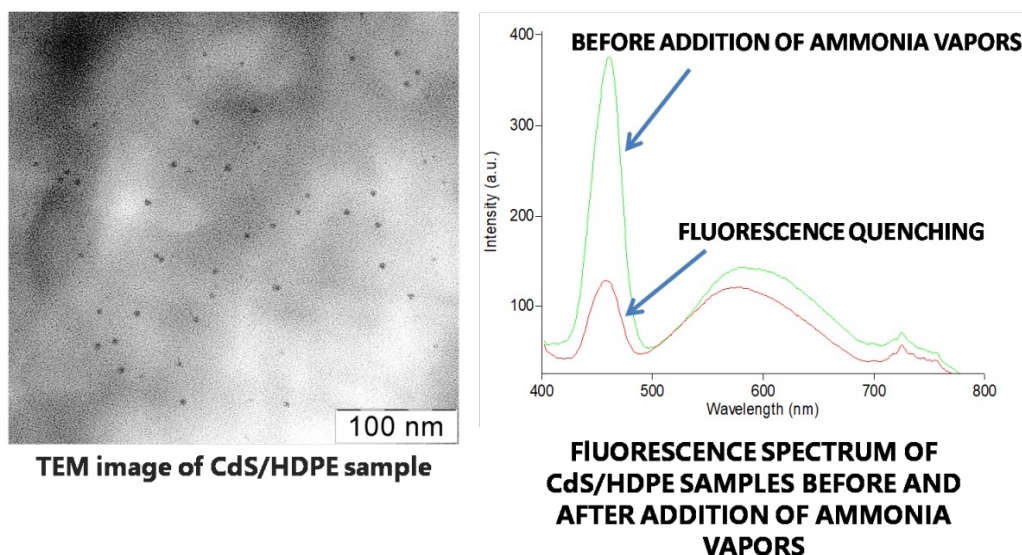 100 nm
TEM image of CdS/HDPE sample
400
300
200
100
Intensity (a.u.)
BEFORE ADDITION OF AMMONIA VAPORS
FLUORESCENCE QUENCHING
400 500 600 700 800
Wavelength (nm)
FlUORESCENCE SPECTRUM OF
CdS/HDPE SAMPLES BEFORE AND
AFTER ADDITION OF AMMONIA
VAPORS